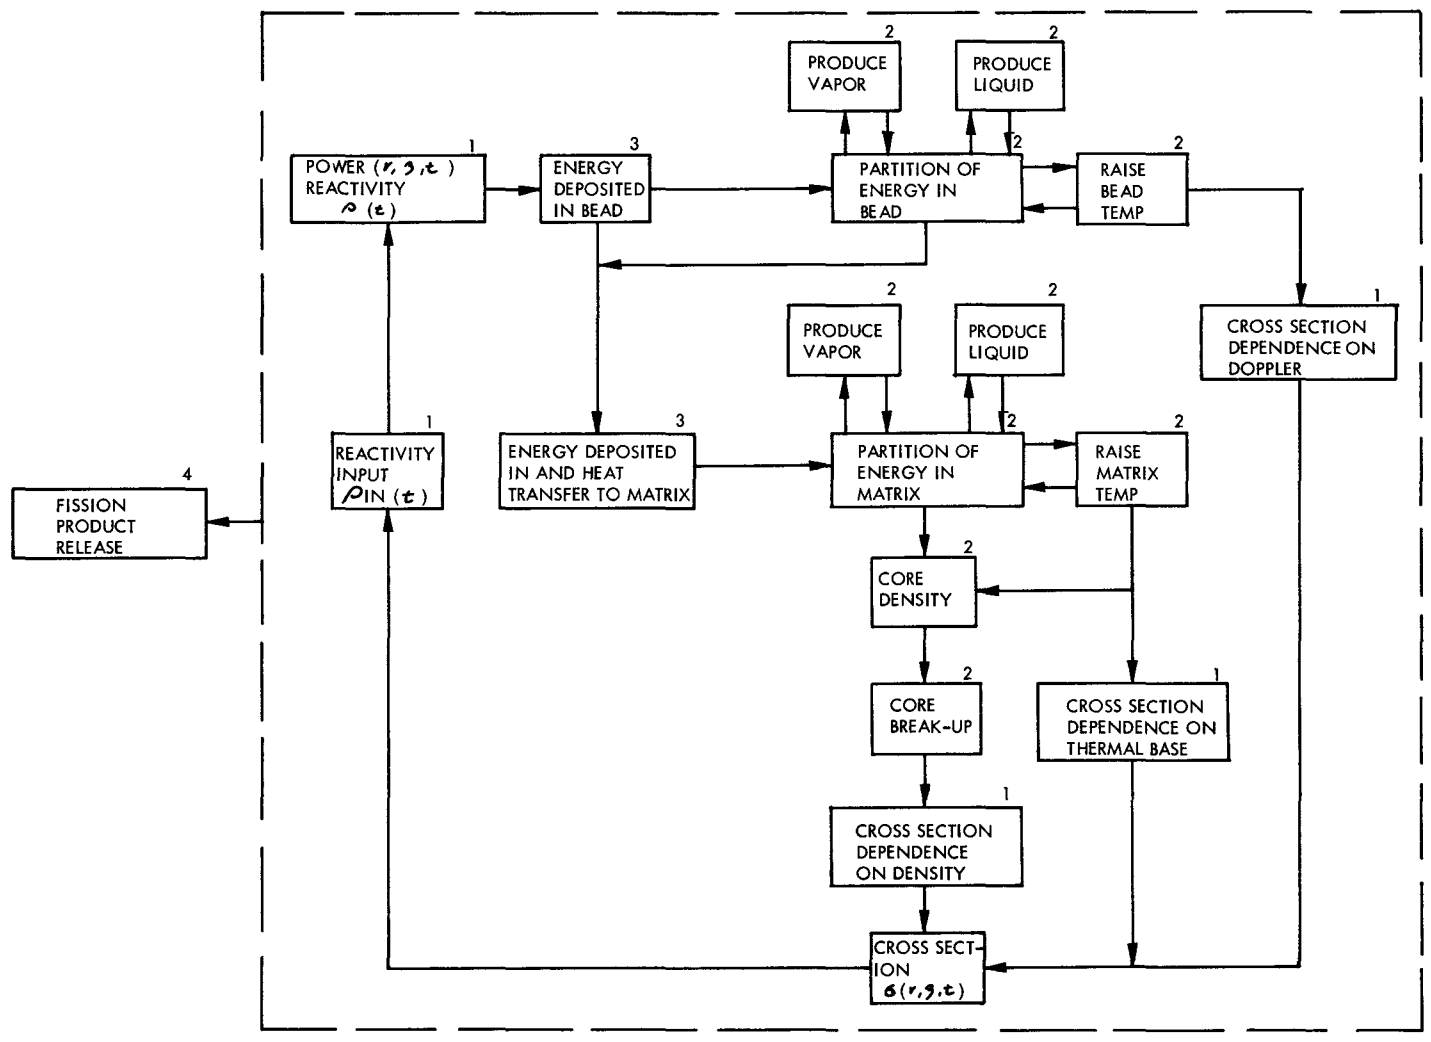 2
PRODUCE
VAPOR
2
PRODUCE
LIQUID
1
POWER (r, z, t)
REACTIVITY
ρ (t)
3
ENERGY
DEPOSITED
IN BEAD
2
PARTITION OF
ENERGY IN
BEAD
2
RAISE
BEAD
TEMP
2
PRODUCE
VAPOR
2
PRODUCE
LIQUID
1
CROSS SECTION
DEPENDENCE ON
DOPPLER
1
REACTIVITY
INPUT
ρIN (t)
3
ENERGY DEPOSITED
IN AND HEAT
TRANSFER TO MATRIX
2
PARTITION OF
ENERGY IN
MATRIX
2
RAISE
MATRIX
TEMP
4
FISSION
PRODUCT
RELEASE
2
CORE
DENSITY
2
CORE
BREAK-UP
1
CROSS SECTION
DEPENDENCE ON
THERMAL BASE
1
CROSS SECTION
DEPENDENCE
ON DENSITY
CROSS SECT-
ION
σ(r, z, t)